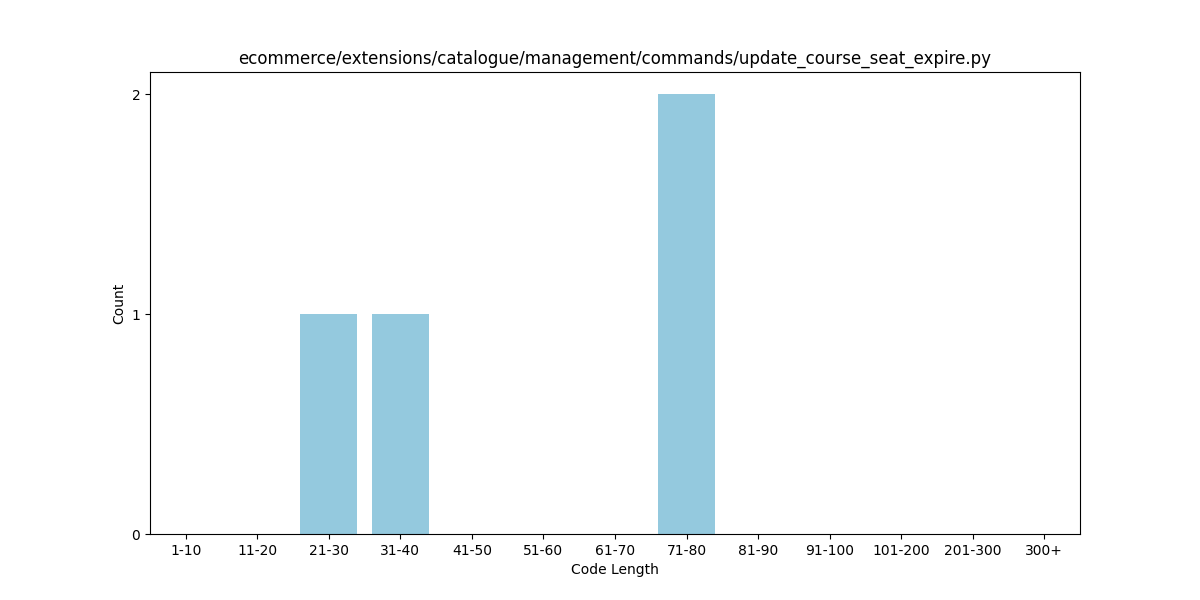 ecommerce/extensions/catalogue/management/commands/update_course_seat_expire.py
2
1
0
Count
1-10 11-20 21-30 31-40 41-50 51-60 61-70 71-80 81-90 91-100 101-200 201-300 300+
Code Length